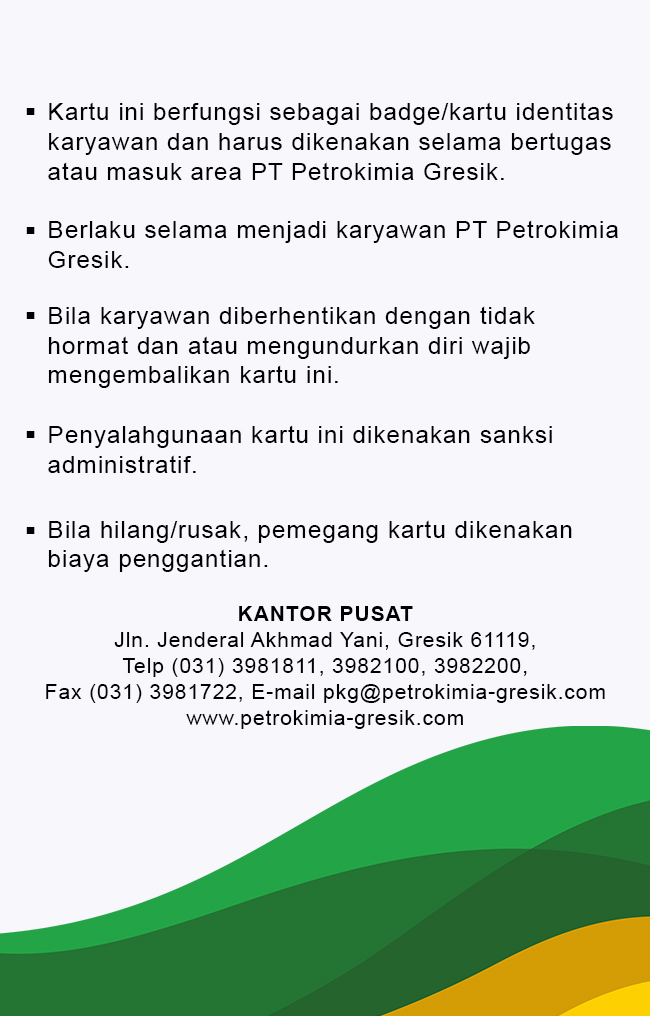 ▪ Kartu ini berfungsi sebagai badge/kartu identitas
karyawan dan harus dikenakan selama bertugas
atau masuk area PT Petrokimia Gresik.
▪ Berlaku selama menjadi karyawan PT Petrokimia
Gresik.
▪ Bila karyawan diberhentikan dengan tidak
hormat dan atau mengundurkan diri wajib
mengembalikan kartu ini.
▪ Penyalahgunaan kartu ini dikenakan sanksi
administratif.
▪ Bila hilang/rusak, pemegang kartu dikenakan
biaya penggantian.
KANTOR PUSAT
Jln. Jenderal Akhmad Yani, Gresik 61119,
Telp (031) 3981811, 3982100, 3982200,
Fax (031) 3981722, E-mail pkg@petrokimia-gresik.com
www.petrokimia-gresik.com